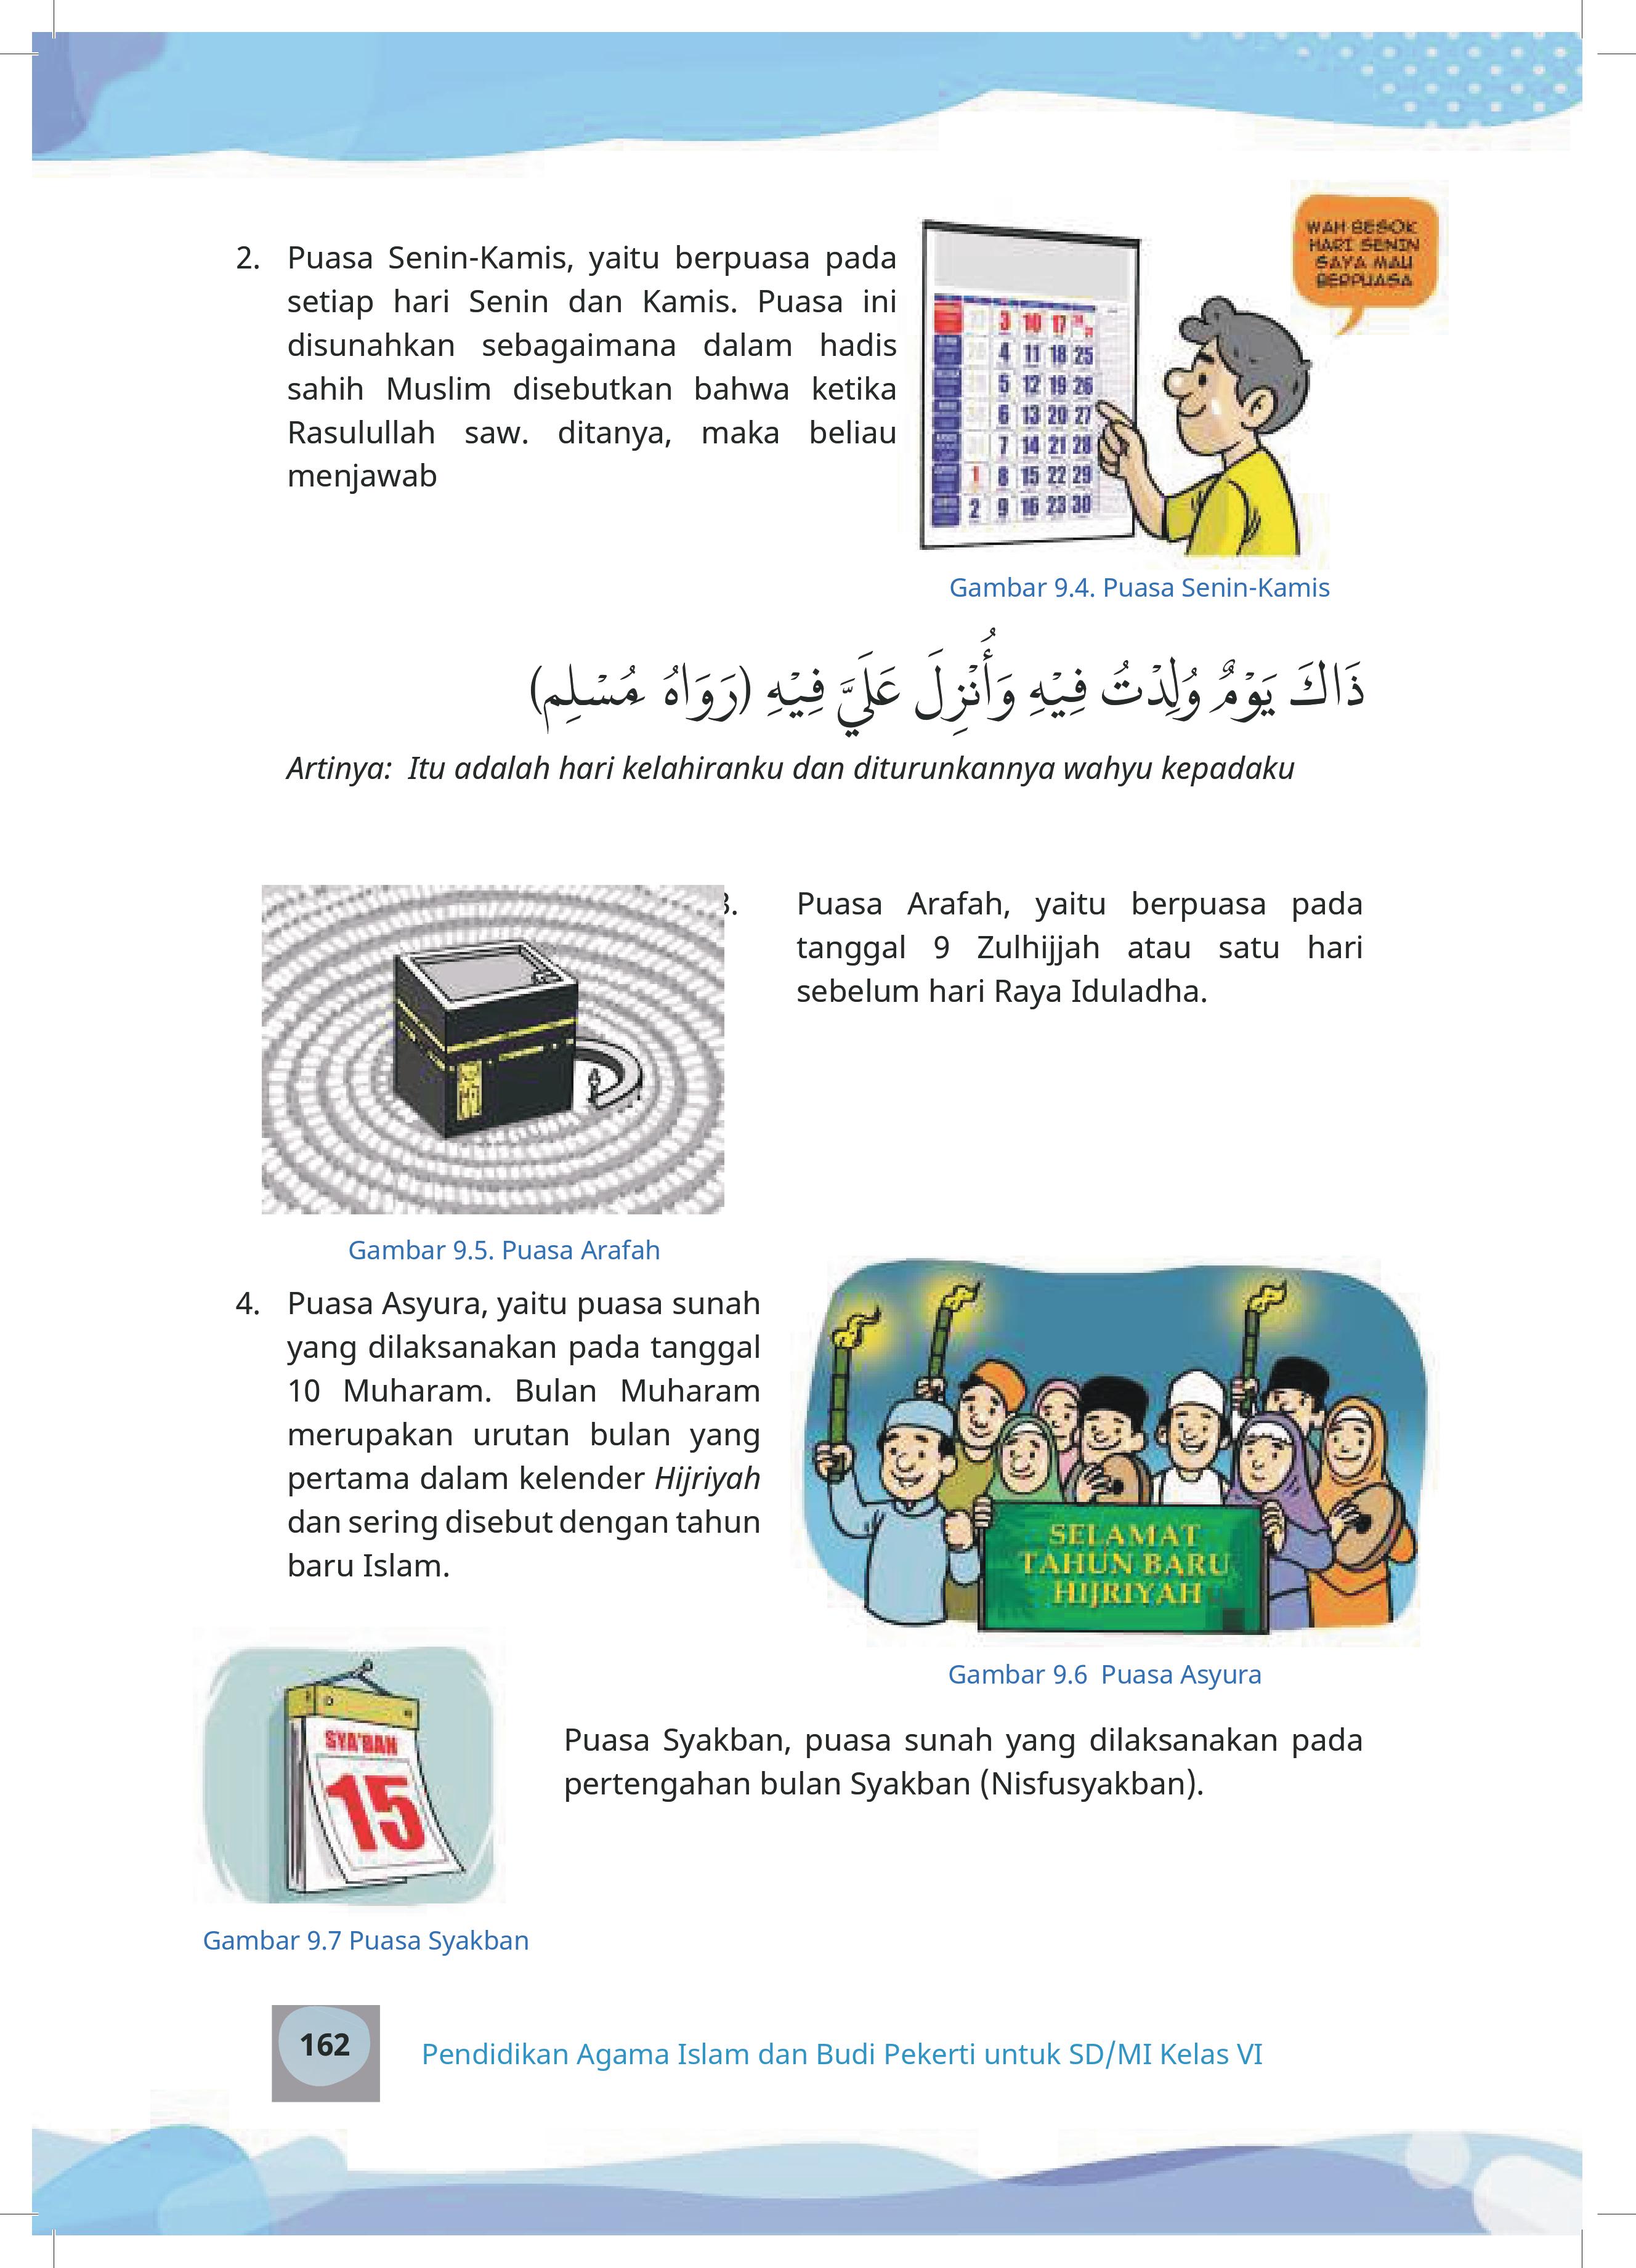 2. Puasa Senin-Kamis, yaitu berpuasa pada
setiap hari Senin dan Kamis. Puasa ini
disunahkan sebagaimana dalam hadis
sahih Muslim disebutkan bahwa ketika
Rasulullah saw. ditanya, maka beliau
menjawab
WAH BESOK
HARI SENIN
SAYA MAU
BERPUASA
3 10 17
4 11 18 25
5 12 19 26
6 13 20 27
7 14 21 28
1 8 15 22 29
2 9 16 23 30
Gambar 9.4. Puasa Senin-Kamis
ذَاكَ يَوْمٌ وُلِدْتُ فِيْهِ وَأُنْزِلَ عَلَيَّ فِيْهِ (رَوَاهُ مُسْلِم)
Artinya: Itu adalah hari kelahiranku dan diturunkannya wahyu kepadaku
3. Puasa Arafah, yaitu berpuasa pada
tanggal 9 Zulhijjah atau satu hari
sebelum hari Raya Iduladha.
Gambar 9.5. Puasa Arafah
4. Puasa Asyura, yaitu puasa sunah
yang dilaksanakan pada tanggal
10 Muharam. Bulan Muharam
merupakan urutan bulan yang
pertama dalam kelender Hijriyah
dan sering disebut dengan tahun
baru Islam.
SELAMAT
TAHUN BARU
HIJRIYAH
Gambar 9.6 Puasa Asyura
SYA'BAN
15
Puasa Syakban, puasa sunah yang dilaksanakan pada
pertengahan bulan Syakban (Nisfusyakban).
Gambar 9.7 Puasa Syakban
162
Pendidikan Agama Islam dan Budi Pekerti untuk SD/MI Kelas VI